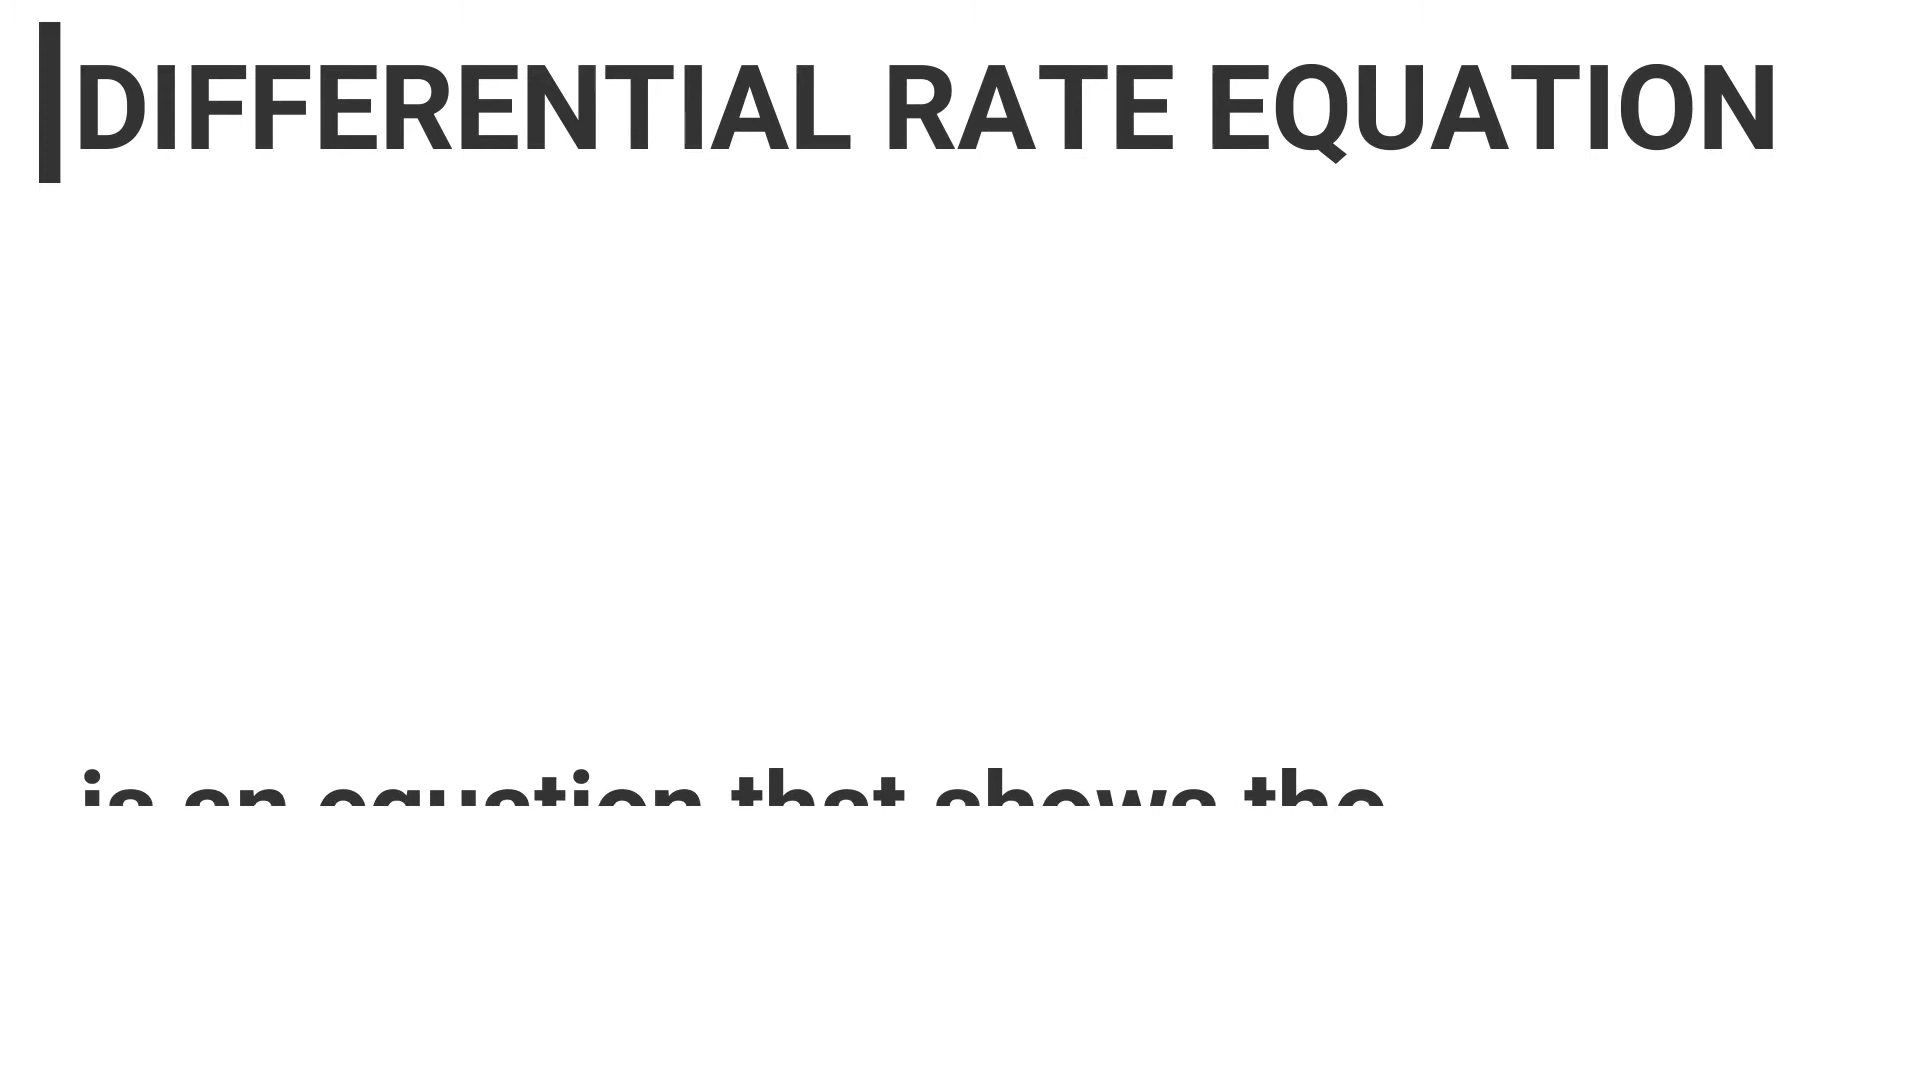 DIFFERENTIAL RATE EQUATION
is an equation that shows the